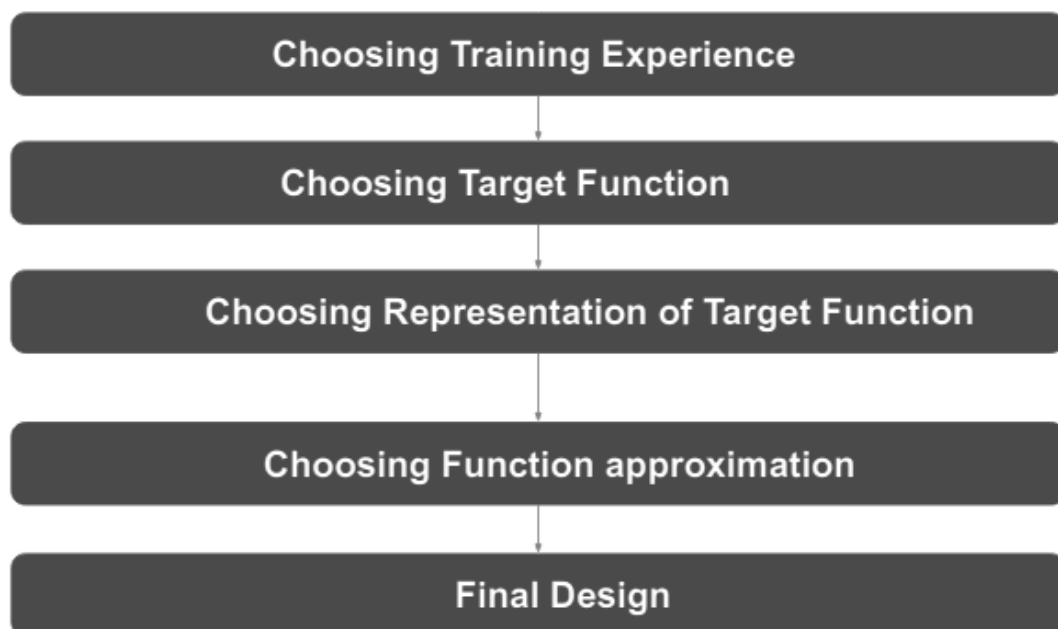 Choosing Training Experience
Choosing Target Function
Choosing Representation of Target Function
Choosing Function approximation
Final Design